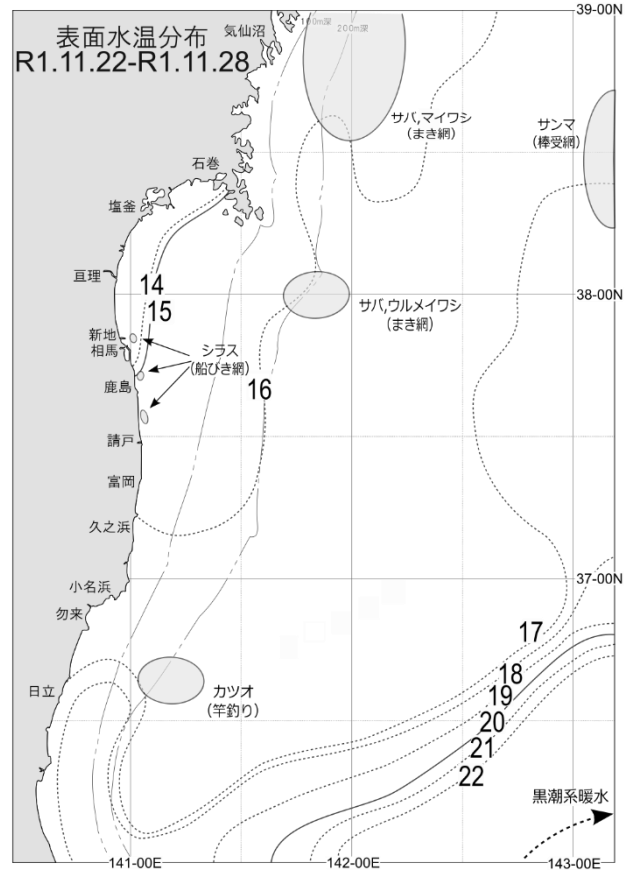 表面水温分布
R1.11.22-R1.11.28
気仙沼
100m深
200m深
39-00N
サバ,マイワシ
(まき網)
サンマ
(棒受網)
石巻
塩釜
亘理
14
15
38-00N
サバ,ウルメイワシ
(まき網)
新地
相馬
シラス
(船びき網)
鹿島
16
請戸
富岡
久之浜
37-00N
小名浜
勿来
17
18
19
20
21
22
日立
カツオ
(竿釣り)
黒潮系暖水
141-00E
142-00E
143-00E